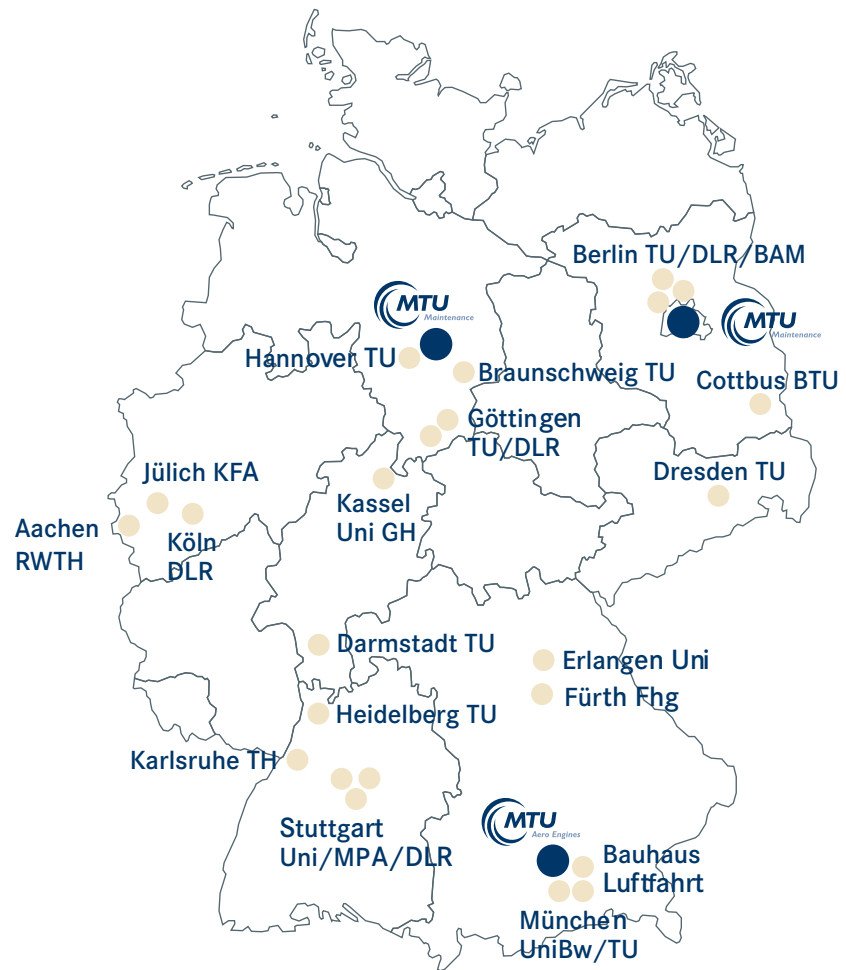 Berlin TU/DLR/BAM
MTU
Maintenance
MTU
Maintenance
Hannover TU
Braunschweig TU
Cottbus BTU
Göttingen
TU/DLR
Jülich KFA
Dresden TU
Kassel
Uni GH
Aachen
RWTH
Köln
DLR
Darmstadt TU
Erlangen Uni
Fürth Fhg
Heidelberg TU
Karlsruhe TH
MTU
Aero Engines
Stuttgart
Uni/MPA/DLR
Bauhaus
Luftfahrt
München
UniBw/TU